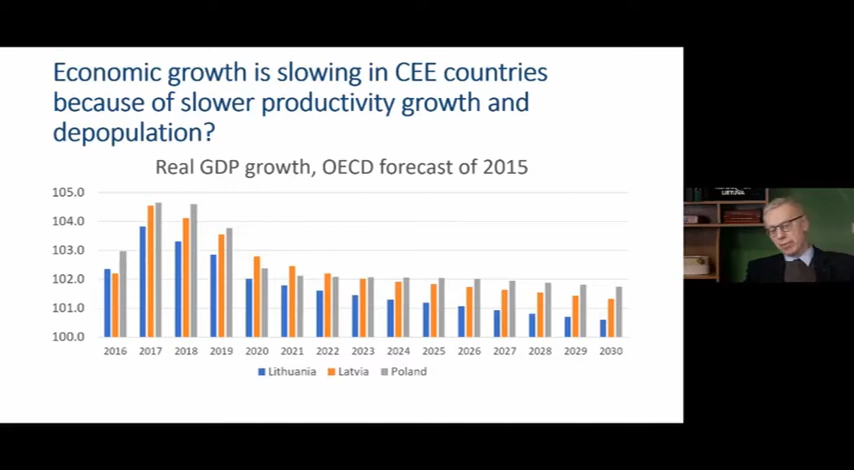 Economic growth is slowing in CEE countries
because of slower productivity growth and
depopulation?
Real GDP growth, OECD forecast of 2015
105.0
104.0
103.0
102.0
101.0
100.0
2016 2017 2018 2019 2020 2021 2022 2023 2024 2025 2026 2027 2028 2029 2030
Lithuania Latvia Poland